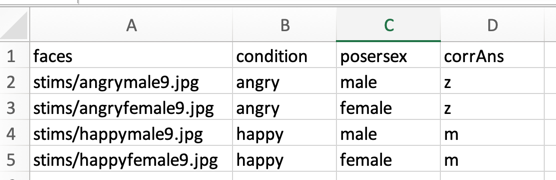 A B C D
1 faces condition posersex corrAns
2 stims/angrymale9.jpg angry male z
3 stims/angryfemale9.jpg angry female z
4 stims/happymale9.jpg happy male m
5 stims/happyfemale9.jpg happy female m